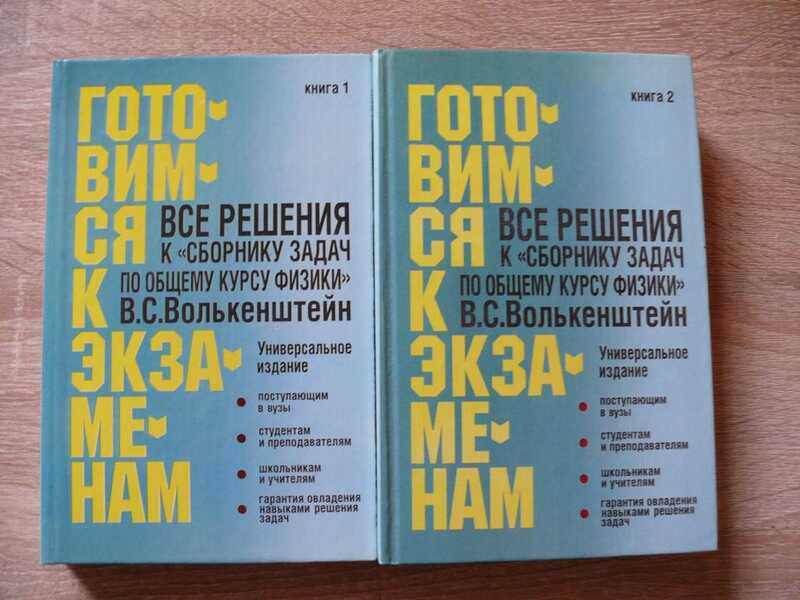 книга 1
ГОТО-
ВИМ-
СЯ
К
ЭКЗА-
МЕ-
НАМ
ВСЕ РЕШЕНИЯ
К «СБОРНИКУ ЗАДАЧ
ПО ОБЩЕМУ КУРСУ ФИЗИКИ»
В.С.Волькенштейн
Универсальное
издание
поступающим
в вузы
студентам
и преподавателям
школьникам
и учителям
гарантия овладения
навыками решения
задач
книга 2
ГОТО-
ВИМ-
СЯ
К
ЭКЗА-
МЕ-
НАМ
ВСЕ РЕШЕНИЯ
К «СБОРНИКУ ЗАДАЧ
ПО ОБЩЕМУ КУРСУ ФИЗИКИ»
В.С.Волькенштейн
Универсальное
издание
поступающим
в вузы
студентам
и преподавателям
школьникам
и учителям
гарантия овладения
навыками решения
задач